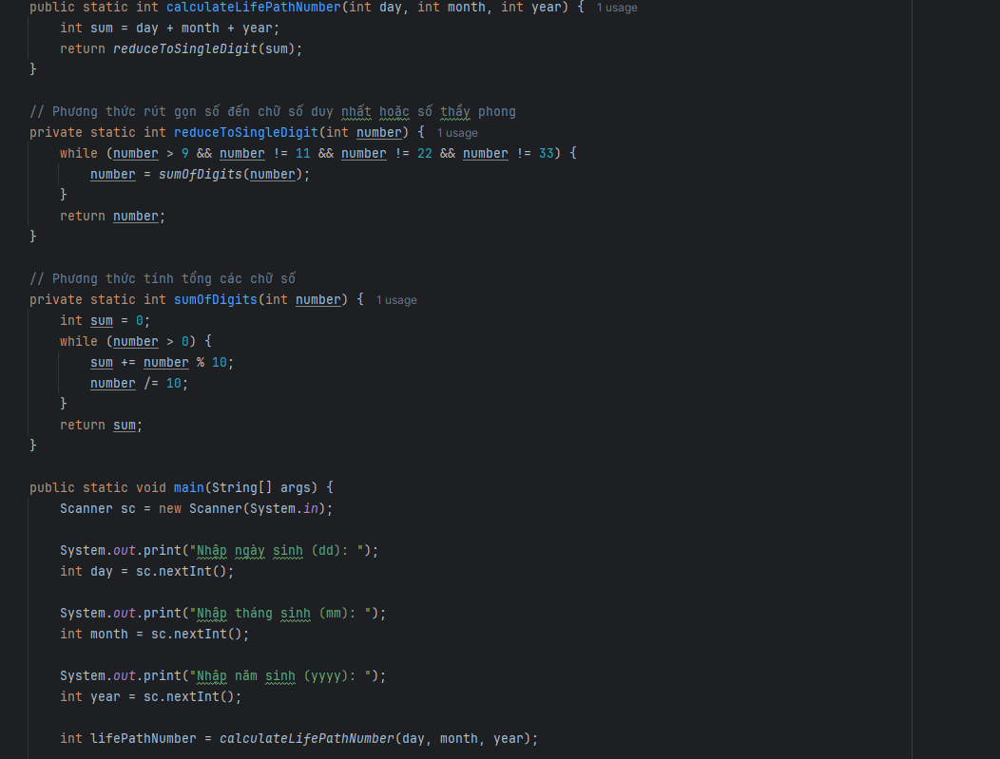 public static int calculateLifePathNumber(int day, int month, int year) { 1 usage
int sum = day + month + year;
return reduceToSingleDigit(sum);
}
// Phương thức rút gọn số đến chữ số duy nhất hoặc số thầy phong
private static int reduceToSingleDigit(int number) { 1 usage
while (number > 9 && number != 11 && number != 22 && number != 33) {
number = sumOfDigits(number);
}
return number;
}
// Phương thức tính tổng các chữ số
private static int sumOfDigits(int number) { 1 usage
int sum = 0;
while (number > 0) {
sum += number % 10;
number /= 10;
}
return sum;
}
public static void main(String[] args) {
Scanner sc = new Scanner(System.in);
System.out.print("Nhập ngày sinh (dd): ");
int day = sc.nextInt();
System.out.print("Nhập tháng sinh (mm): ");
int month = sc.nextInt();
System.out.print("Nhập năm sinh (yyyy): ");
int year = sc.nextInt();
int lifePathNumber = calculateLifePathNumber(day, month, year);